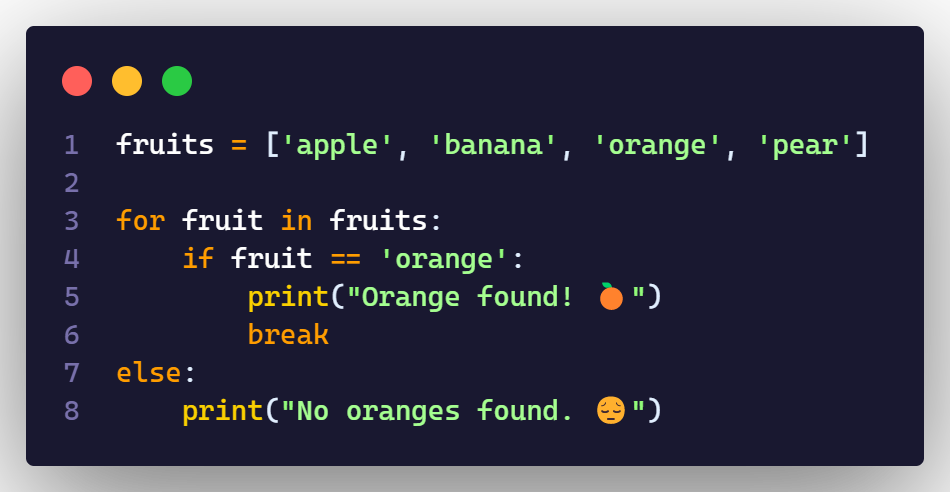 1 fruits = ['apple', 'banana', 'orange', 'pear']
2
3 for fruit in fruits:
4     if fruit == 'orange':
5         print("Orange found! 🍊")
6         break
7 else:
8     print("No oranges found. 😔")